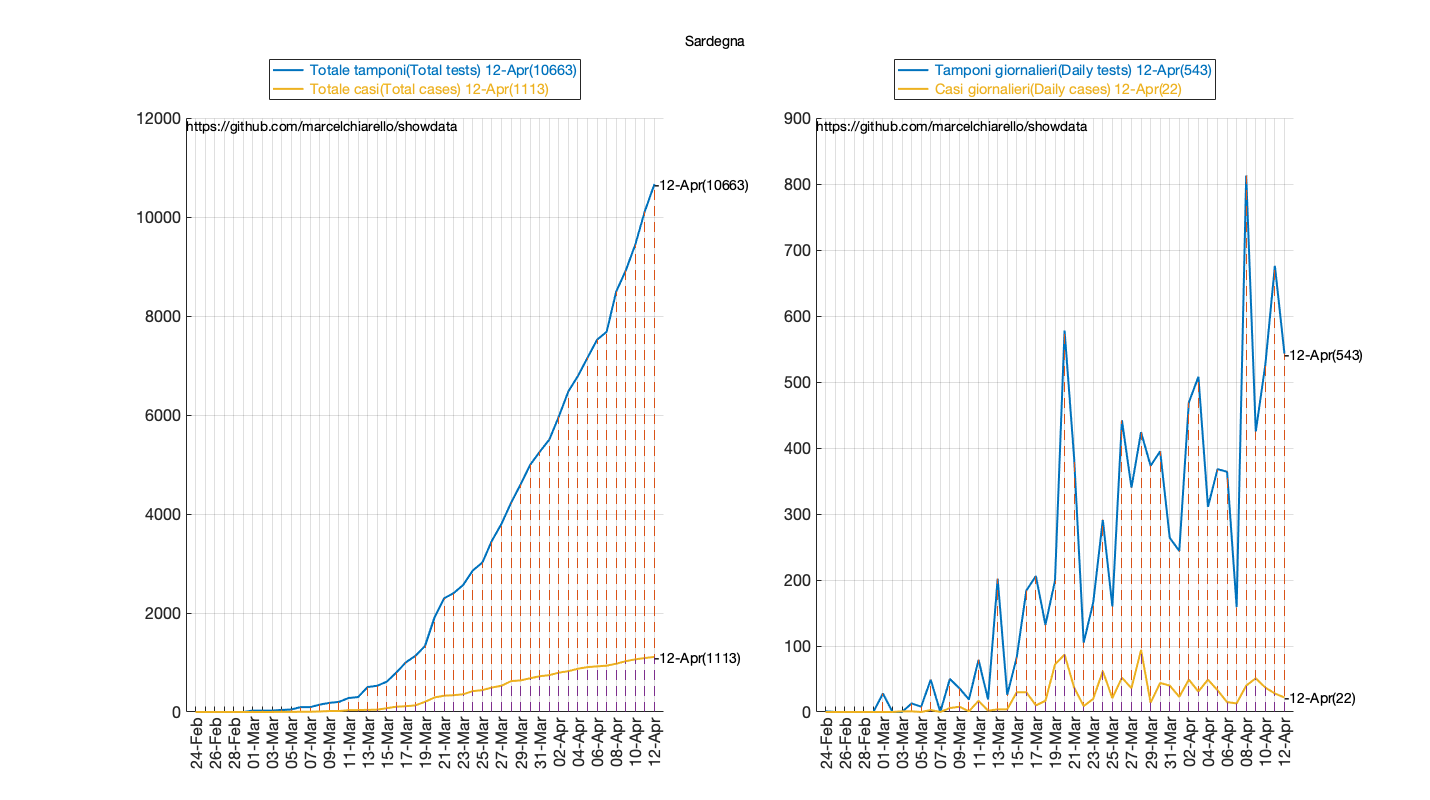 Sardegna
Totale tamponi(Total tests) 12-Apr(10663)
Totale casi(Total cases) 12-Apr(1113)
https://github.com/marcelchiarello/showdata
12000
10000
8000
6000
4000
2000
0
12-Apr(10663)
12-Apr(1113)
24-Feb
26-Feb
28-Feb
01-Mar
03-Mar
05-Mar
07-Mar
09-Mar
11-Mar
13-Mar
15-Mar
17-Mar
19-Mar
21-Mar
23-Mar
25-Mar
27-Mar
29-Mar
31-Mar
02-Apr
04-Apr
06-Apr
08-Apr
10-Apr
12-Apr
Tamponi giornalieri(Daily tests) 12-Apr(543)
Casi giornalieri(Daily cases) 12-Apr(22)
https://github.com/marcelchiarello/showdata
900
800
700
600
500
400
300
200
100
0
12-Apr(543)
12-Apr(22)
24-Feb
26-Feb
28-Feb
01-Mar
03-Mar
05-Mar
07-Mar
09-Mar
11-Mar
13-Mar
15-Mar
17-Mar
19-Mar
21-Mar
23-Mar
25-Mar
27-Mar
29-Mar
31-Mar
02-Apr
04-Apr
06-Apr
08-Apr
10-Apr
12-Apr